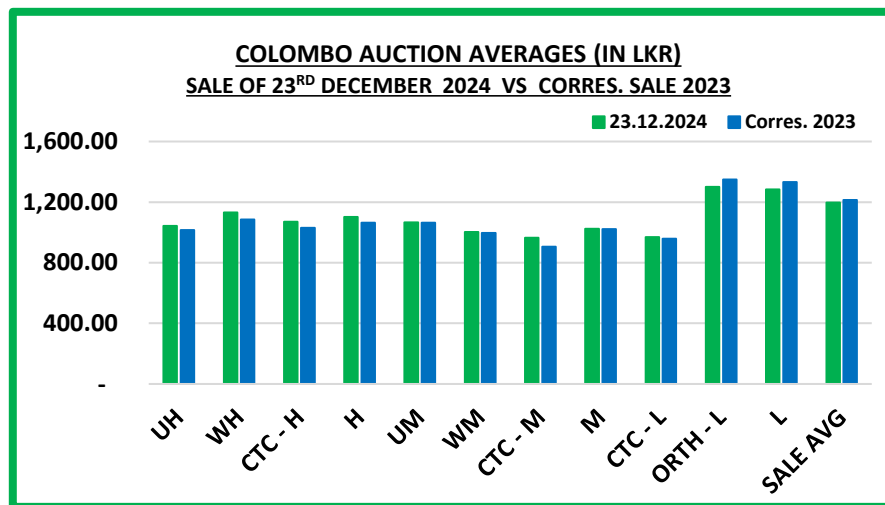 COLOMBO AUCTION AVERAGES (IN LKR)
SALE OF 23RD DECEMBER 2024 VS CORRES. SALE 2023
23.12.2024 Corres. 2023
1,600.00
1,200.00
800.00
400.00
-
UH WH CTC - H H UM WM CTC - M M CTC - L ORTH - L L SALE AVG